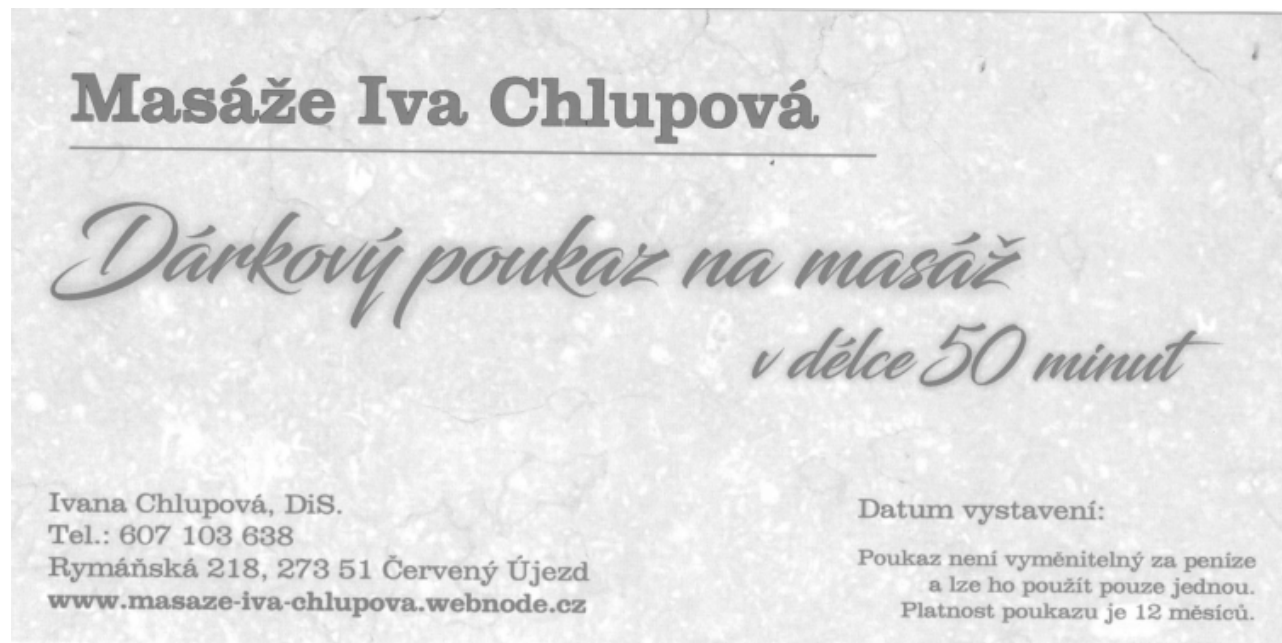 Masáže Iva Chlupová
Dárkový poukaz na masáž
v délce 50 minut
Ivana Chlupová, DiS.
Tel.: 607 103 638
Rymáňská 218, 273 51 Červený Újezd
www.masaze-iva-chlupova.webnode.cz
Datum vystavení:
Poukaz není vyměnitelný za peníze
a lze ho použít pouze jednou.
Platnost poukazu je 12 měsíců.